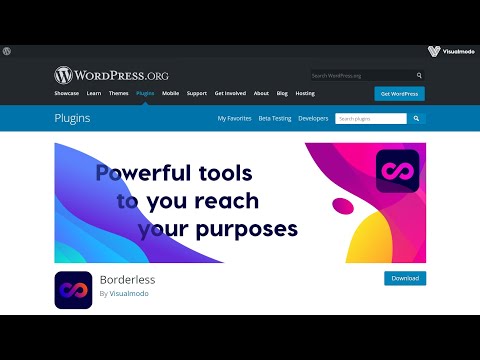 Visualmodo
WORDPRESS.ORG
Search WordPress.org
Showcase Learn Themes Plugins Mobile Support Get Involved About Blog Hosting
Get WordPress
Plugins
My Favorites Beta Testing Developers
Search plugins
Powerful tools
to you reach
your purposes
Borderless
By Visualmodo
Download